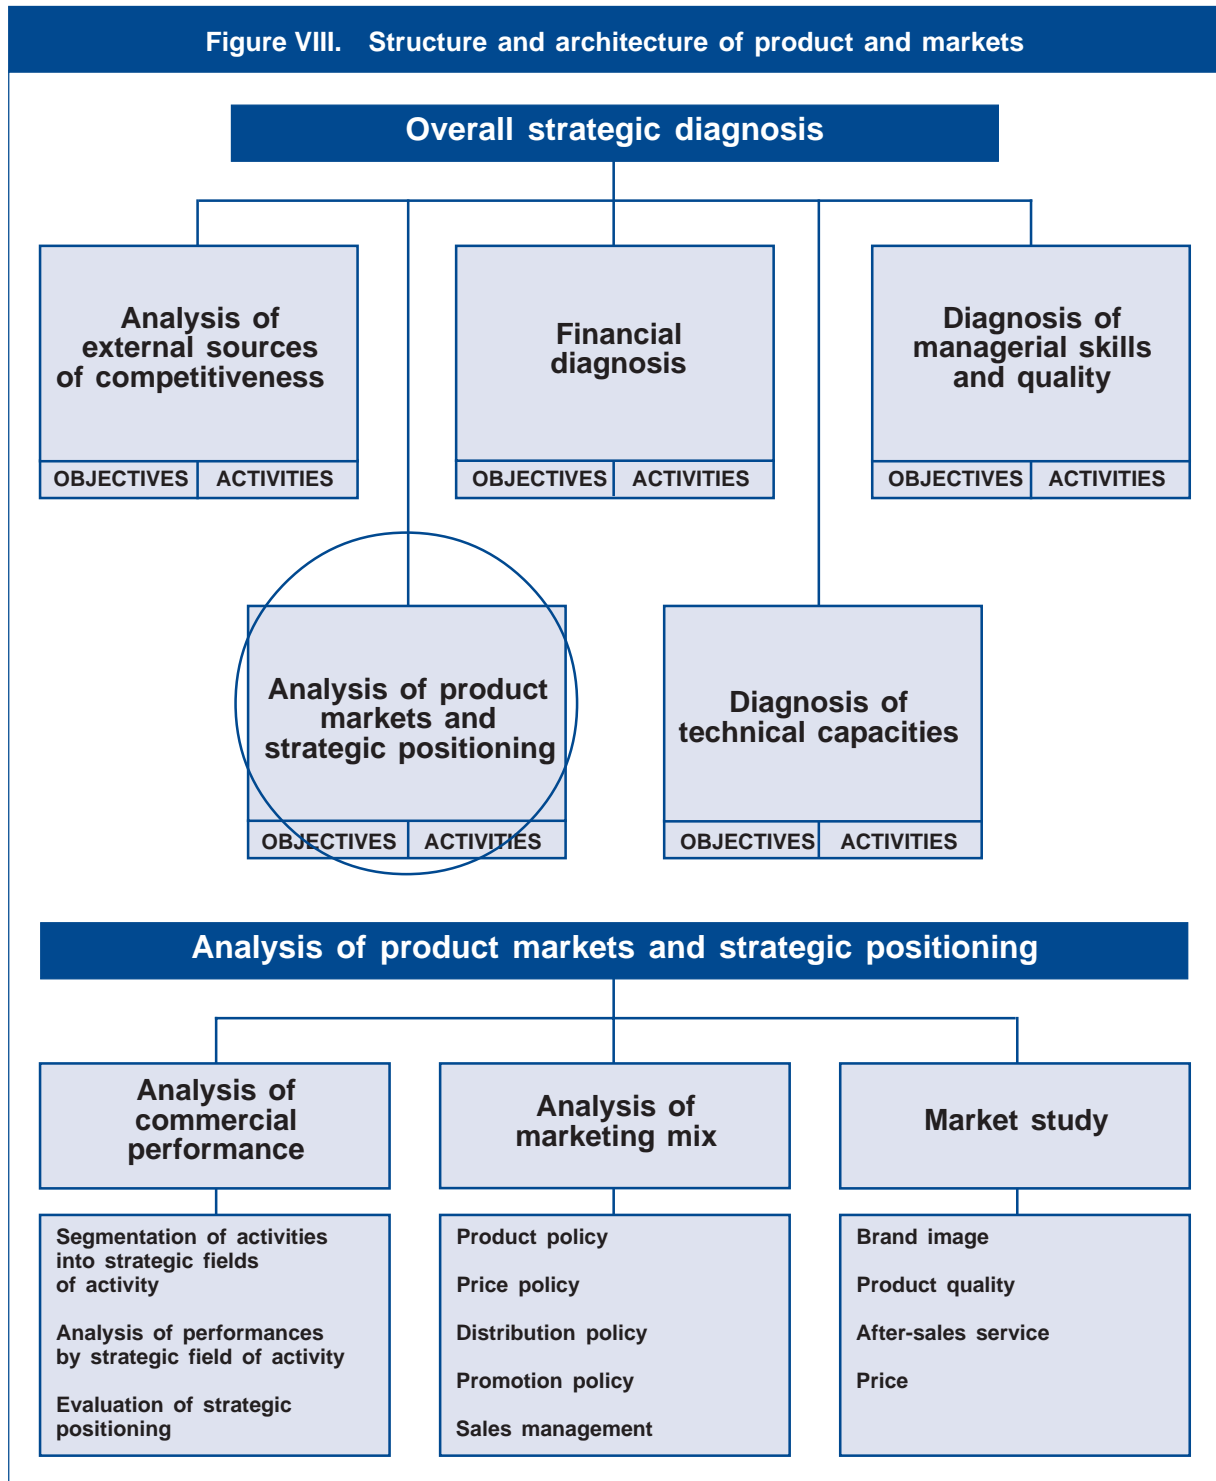 Figure VIII. Structure and architecture of product and markets
Overall strategic diagnosis
Analysis of
external sources
of competitiveness
OBJECTIVES ACTIVITIES
Financial
diagnosis
OBJECTIVES ACTIVITIES
Diagnosis of
managerial skills
and quality
OBJECTIVES ACTIVITIES
Analysis of product
markets and
strategic positioning
OBJECTIVES ACTIVITIES
Diagnosis of
technical capacities
OBJECTIVES ACTIVITIES
Analysis of product markets and strategic positioning
Analysis of
commercial
performance
Segmentation of activities
into strategic fields
of activity
Analysis of performances
by strategic field of activity
Evaluation of strategic
positioning
Analysis of
marketing mix
Product policy
Price policy
Distribution policy
Promotion policy
Sales management
Market study
Brand image
Product quality
After-sales service
Price